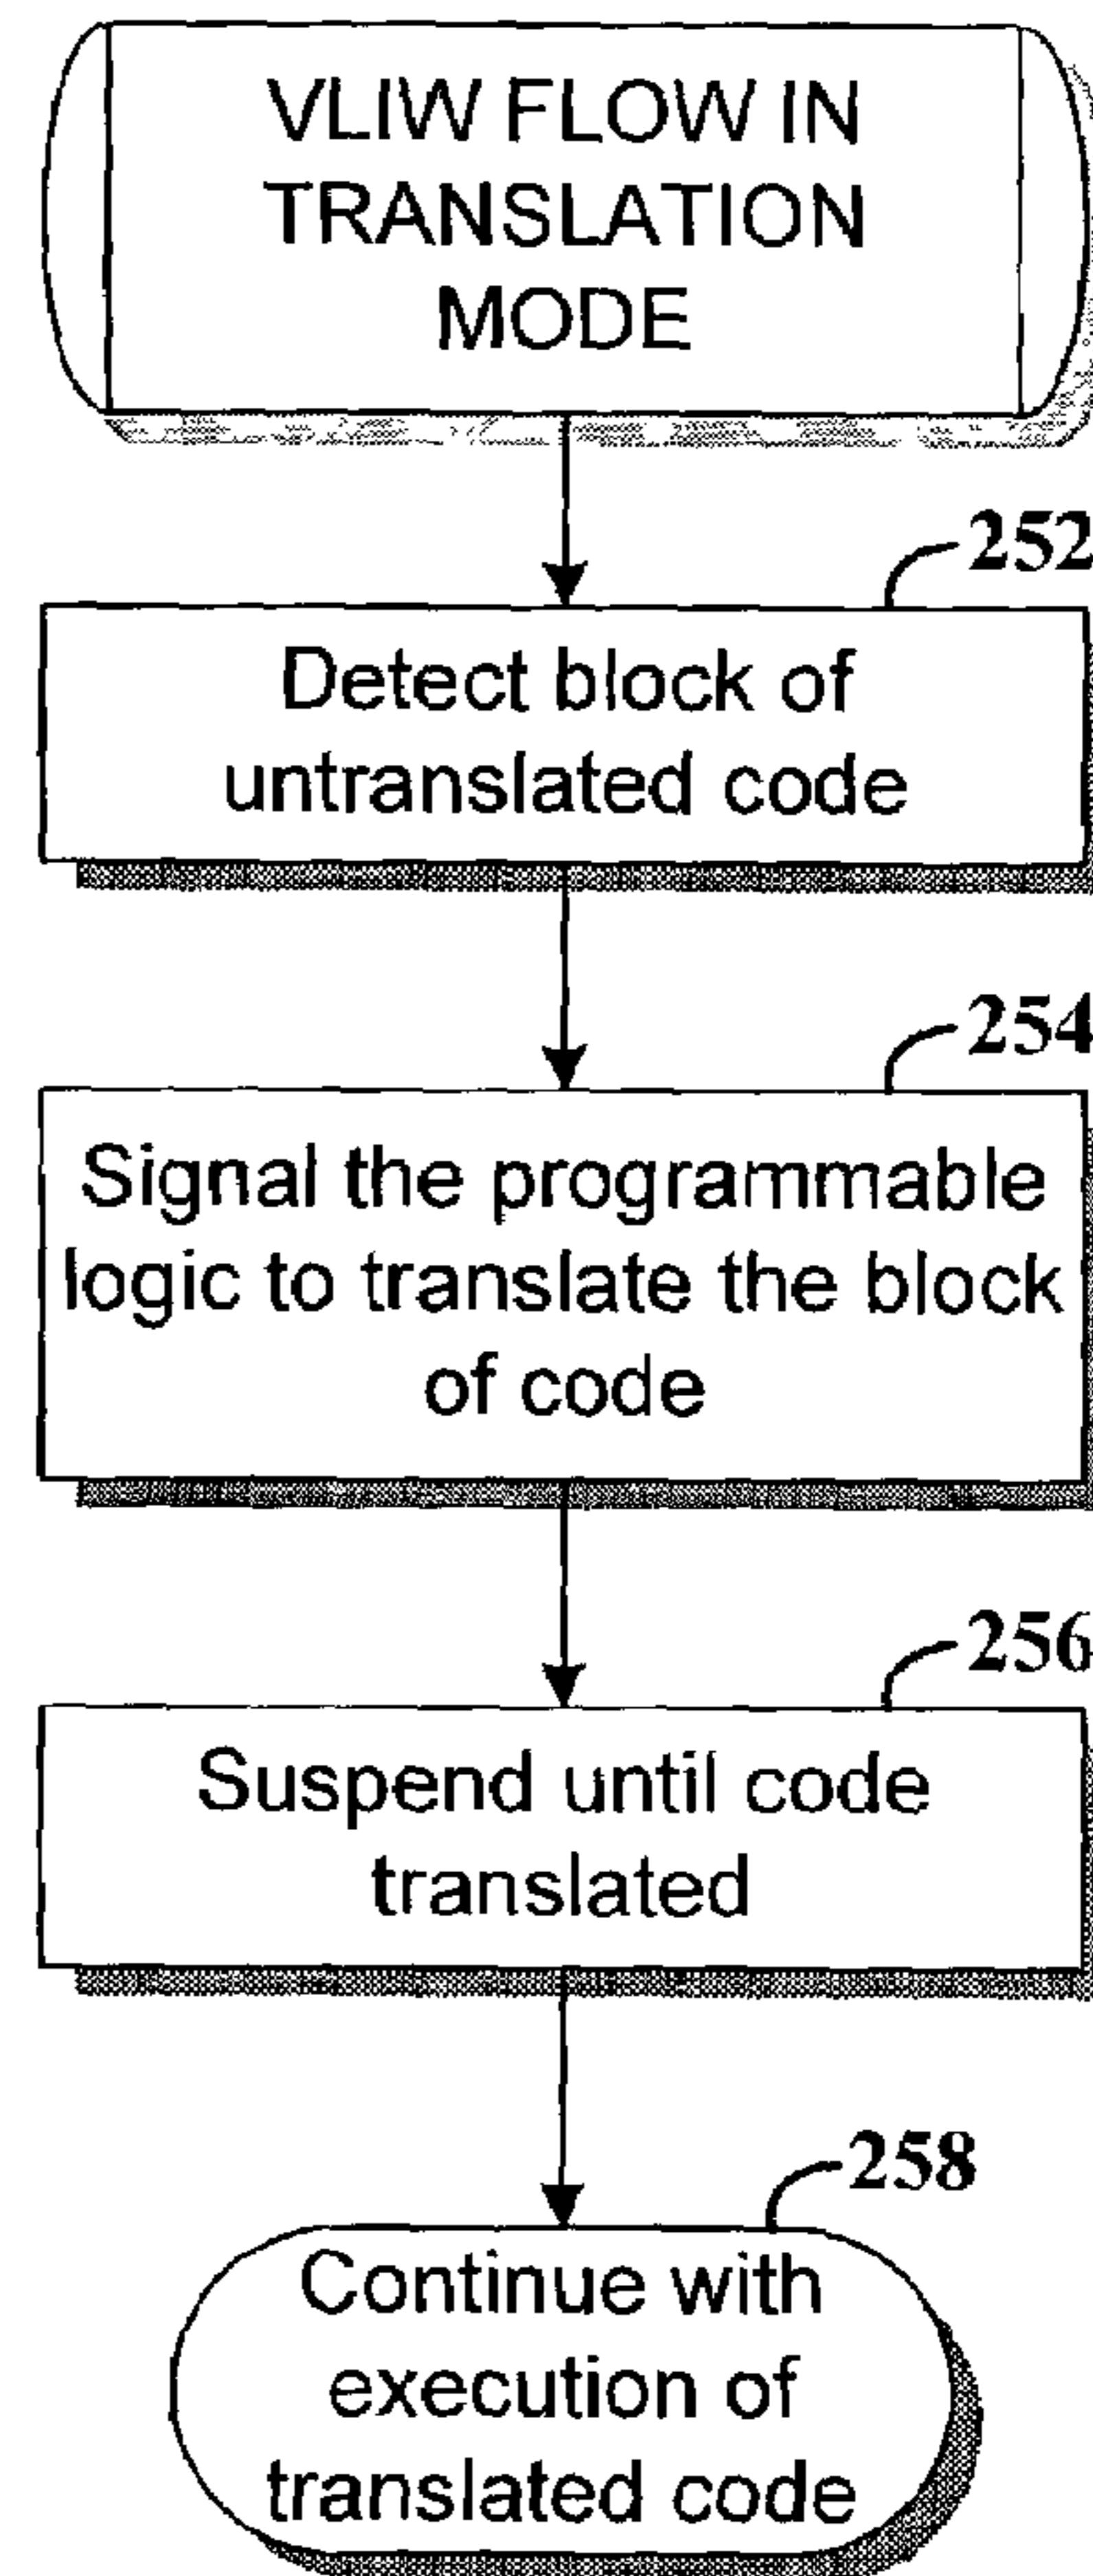 VLIW FLOW IN
TRANSLATION
MODE
252
Detect block of
untranslated code
254
Signal the programmable
logic to translate the block
of code
256
Suspend until code
translated
258
Continue with
execution of
translated code